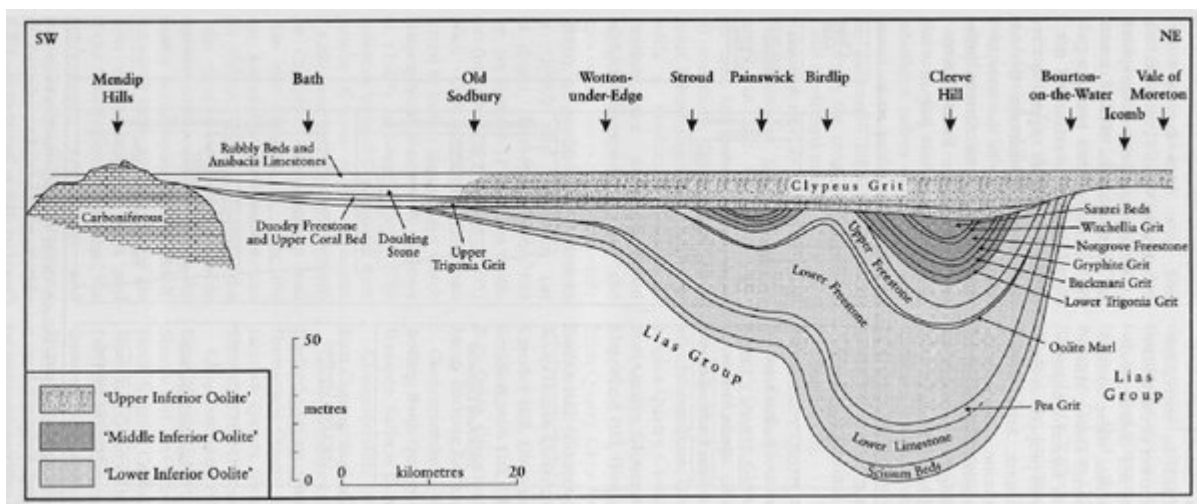 SW
NE
Mendip
Hills
Bath
Old
Sodbury
Wotton-
under-Edge
Stroud
Painswick
Birdlip
Cleeve
Hill
Bourton-
on-the-Water
Icomb
Vale of
Moreton
Rubbly Beds and
Anabacia Limestones
Carboniferous
Dundry Freestone
and Upper Coral Bed
Doulting
Stone
Upper
Trigonia Grit
Clypeus Grit
Upper Freestone
Lower Freestone
Sauzei Beds
Witchellia Grit
Notgrove Freestone
Gryphite Grit
Buckmani Grit
Lower Trigonia Grit
Oolite Marl
Lias Group
Lias
Group
Pea Grit
Lower Limestone
Scissum Beds
50
metres
0
0 kilometres 20
'Upper Inferior Oolite'
'Middle Inferior Oolite'
'Lower Inferior Oolite'